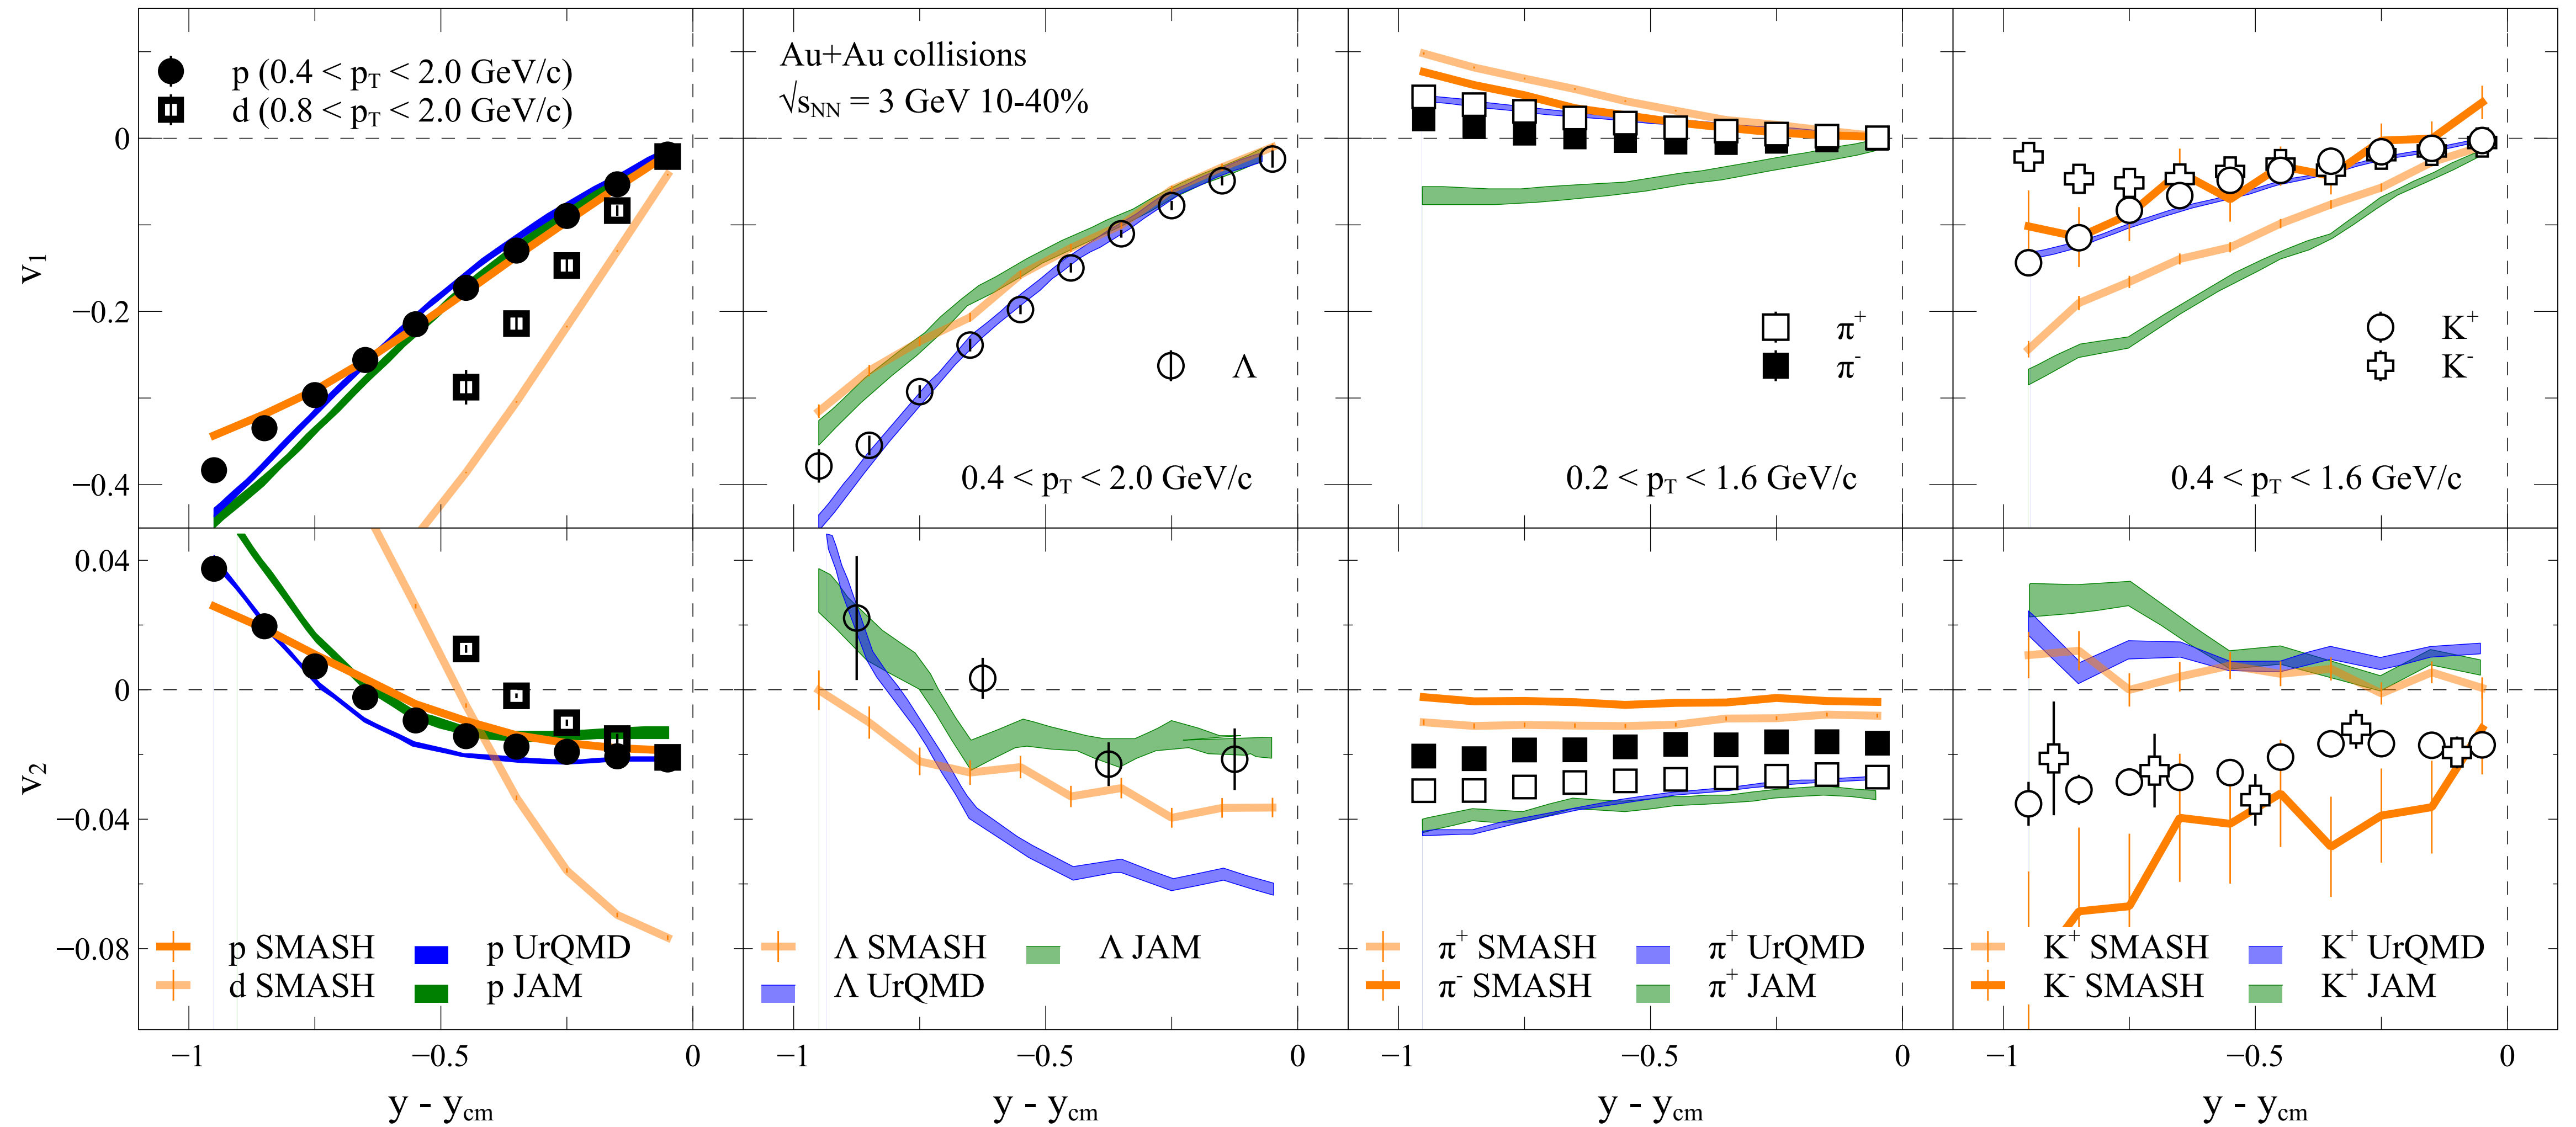 p (0.4 < pT < 2.0 GeV/c)
d (0.8 < pT < 2.0 GeV/c)
0
−0.2
−0.4
v1
Au+Au collisions
√sNN = 3 GeV 10-40%
Λ
0.4 < pT < 2.0 GeV/c
π+
π-
0.2 < pT < 1.6 GeV/c
K+
K-
0.4 < pT < 1.6 GeV/c
0.04
0
−0.04
−0.08
v2
p SMASH
p UrQMD
d SMASH
p JAM
Λ SMASH
Λ JAM
Λ UrQMD
π+ SMASH
π+ UrQMD
π- SMASH
π+ JAM
K+ SMASH
K+ UrQMD
K- SMASH
K+ JAM
−1 −0.5 0
−1 −0.5 0
−1 −0.5 0
−1 −0.5 0
y - ycm
y - ycm
y - ycm
y - ycm